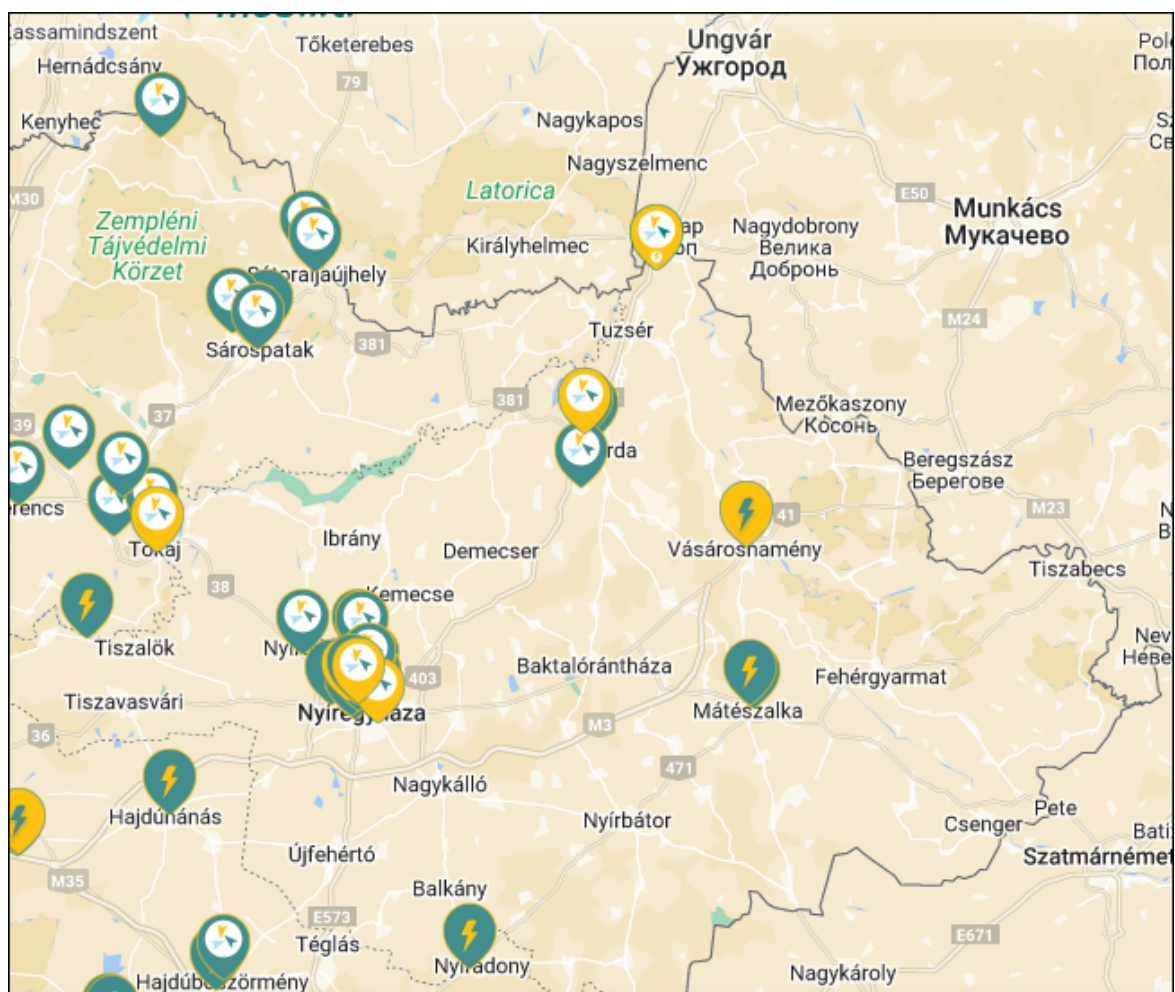 Tőketerebes
Ungvár
Ужгород
Hernádcsány
79
Kenyhec
Nagykapos
Nagyszelmenc
M30
E50
Latorica
Zempléni
Tájvédelmi
Körzet
Munkács
Мукачево
Királyhelmec
Nagydobrony
Велика
Добронь
Sátoraljaújhely
M24
Tuzsér
381
Sárospatak
381
Mezőkaszony
Косонь
37
39
Beregszász
Берегове
M23
41
Tokaj
Ibrány
Demecser
Vásárosnamény
Tiszabecs
38
Kemecse
Tiszalök
Baktalórántháza
403
Fehérgyarmat
Tiszavasvári
Nyíregyháza
Mátészalka
36
M3
471
Nagykálló
Hajdúnánás
Nyírbátor
Pete
Csenger
Újfehértó
Szatmárnémet
M35
Balkány
E573
Téglás
E671
Nyíradony
Nagykároly
Hajdúböszörmény